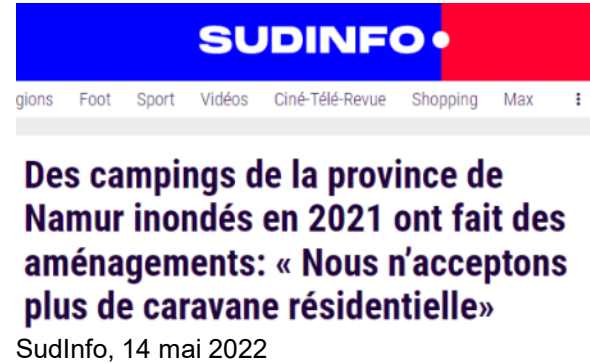 SUDINFO
gions Foot Sport Vidéos Ciné-Télé-Revue Shopping Max
Des campings de la province de
Namur inondés en 2021 ont fait des
aménagements: « Nous n’acceptons
plus de caravane résidentielle»
SudInfo, 14 mai 2022